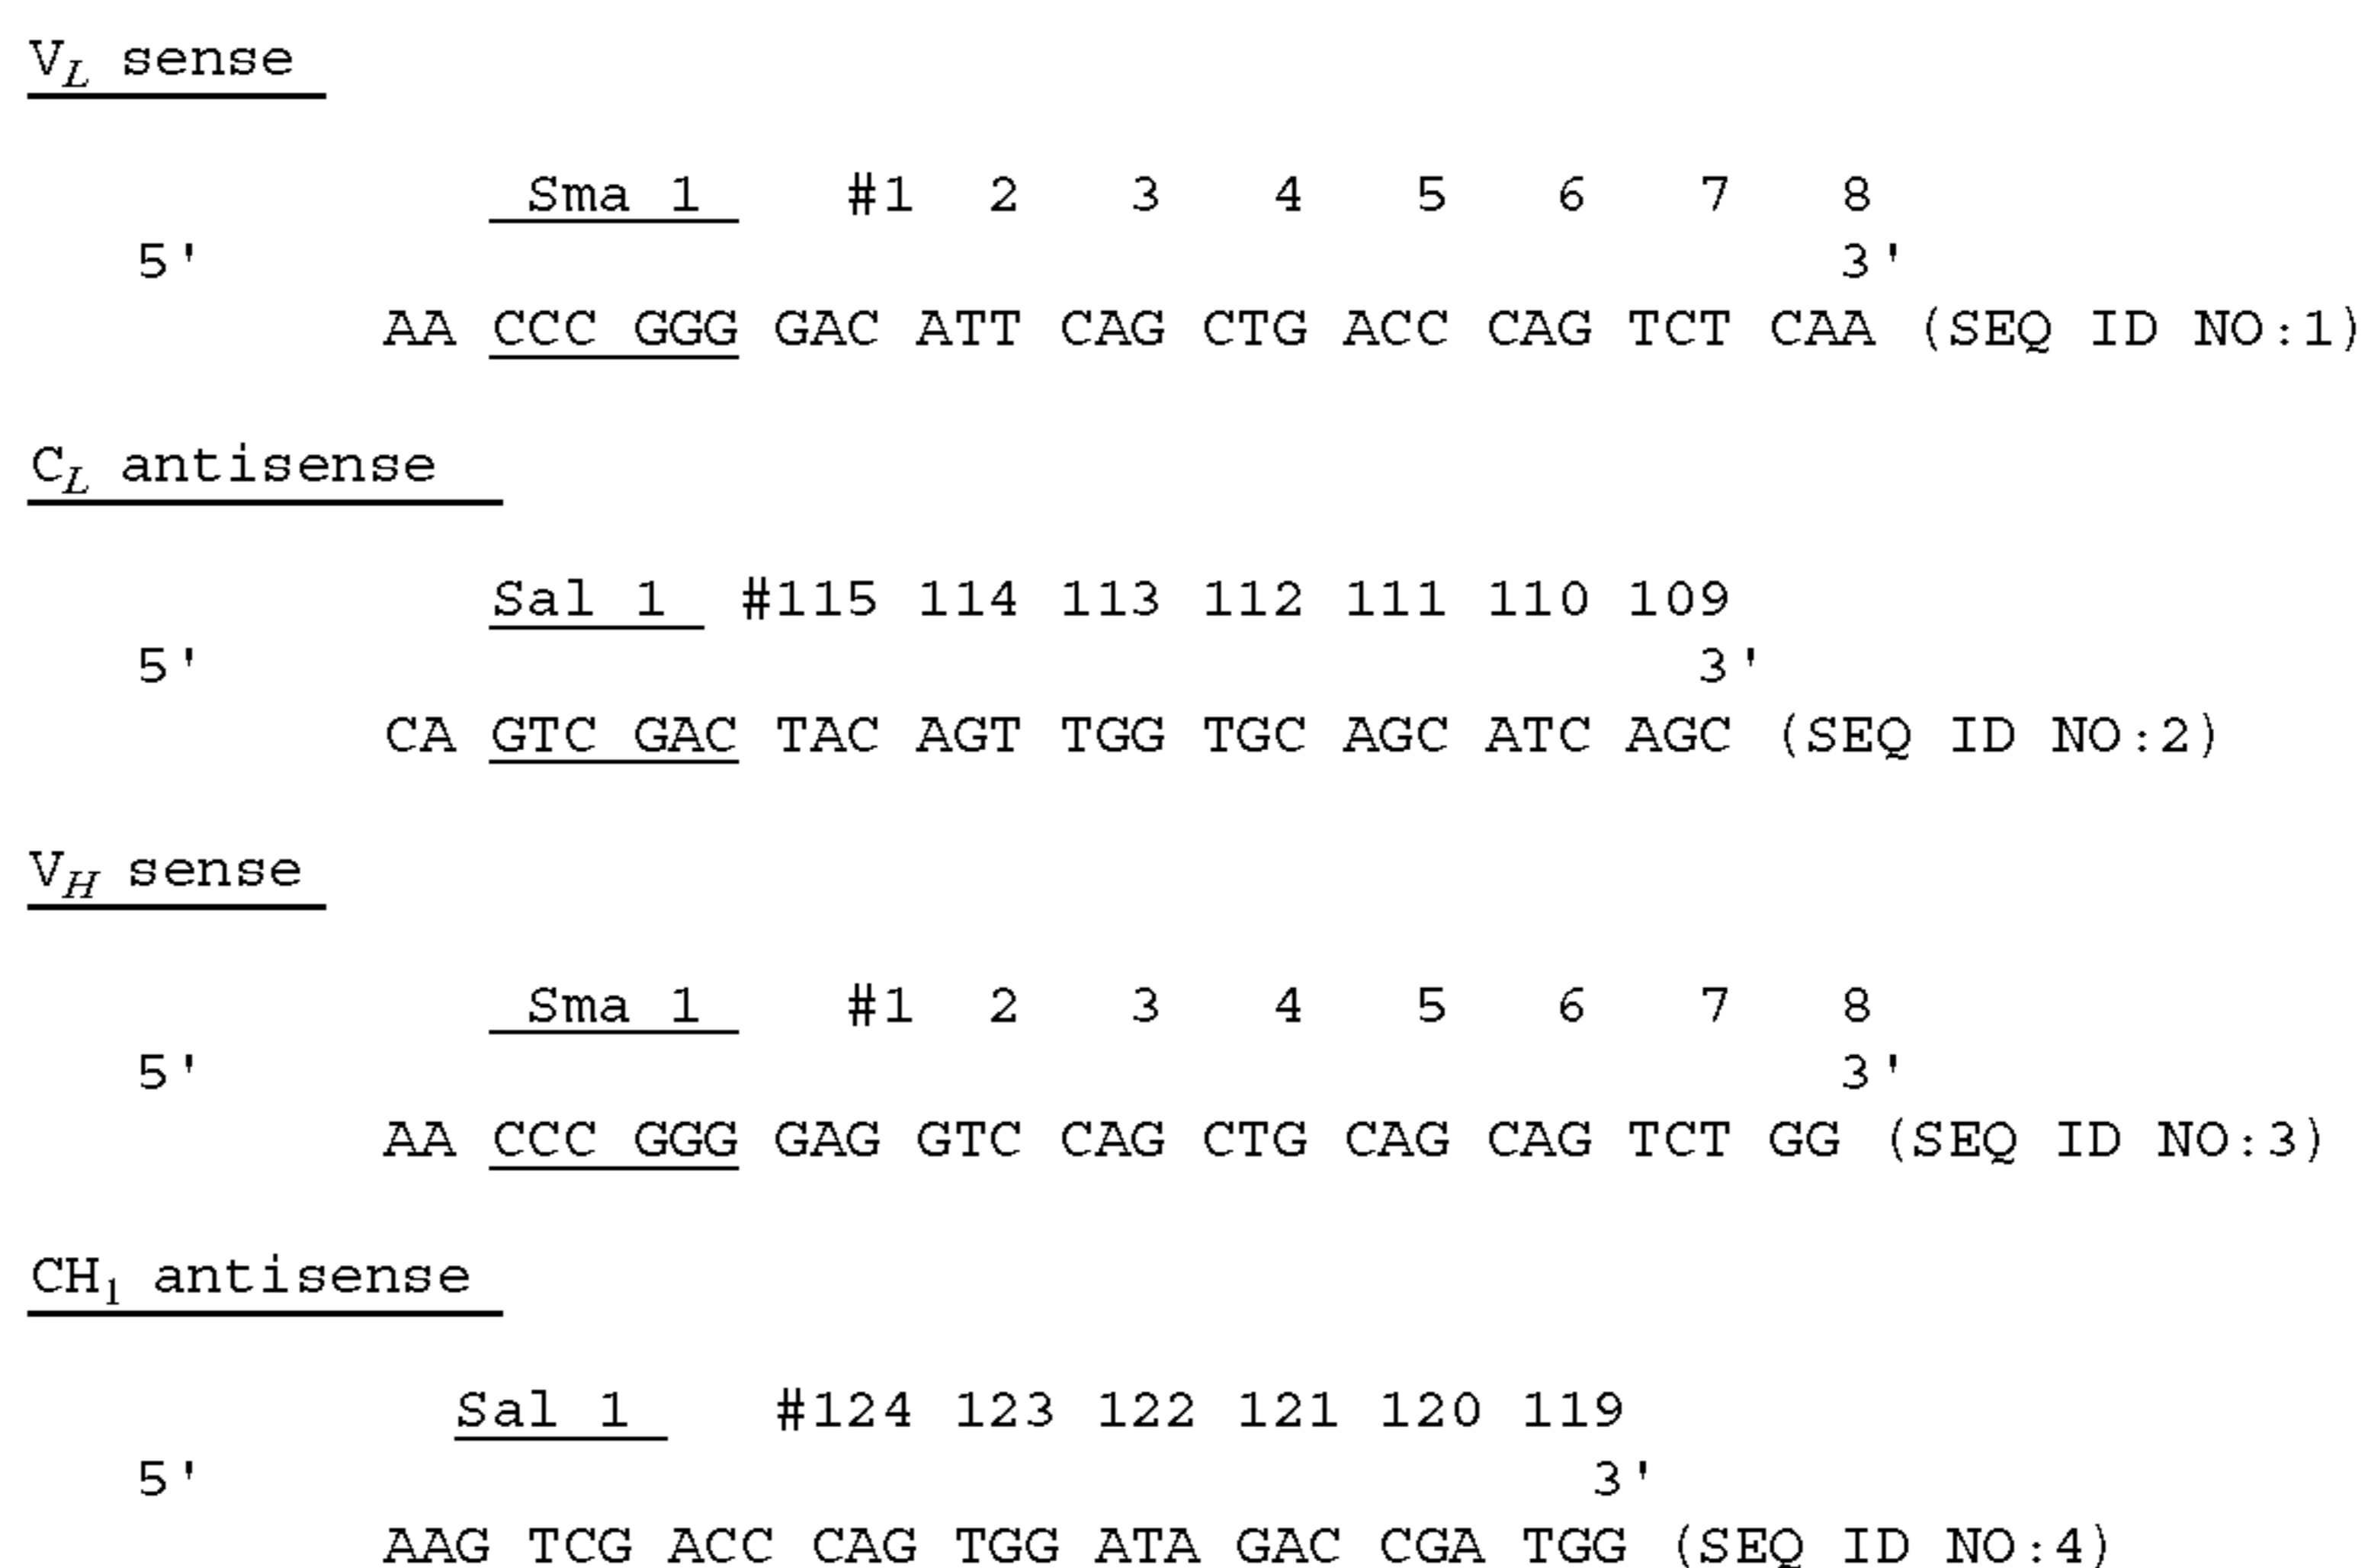 VL sense
Sma 1 #1 2 3 4 5 6 7 8
5' 3'
AA CCC GGG GAC ATT CAG CTG ACC CAG TCT CAA (SEQ ID NO:1)
CL antisense
Sal 1 #115 114 113 112 111 110 109
5' 3'
CA GTC GAC TAC AGT TGG TGC AGC ATC AGC (SEQ ID NO:2)
VH sense
Sma 1 #1 2 3 4 5 6 7 8
5' 3'
AA CCC GGG GAG GTC CAG CTG CAG CAG TCT GG (SEQ ID NO:3)
CH1 antisense
Sal 1 #124 123 122 121 120 119
5' 3'
AAG TCG ACC CAG TGG ATA GAC CGA TGG (SEQ ID NO:4)